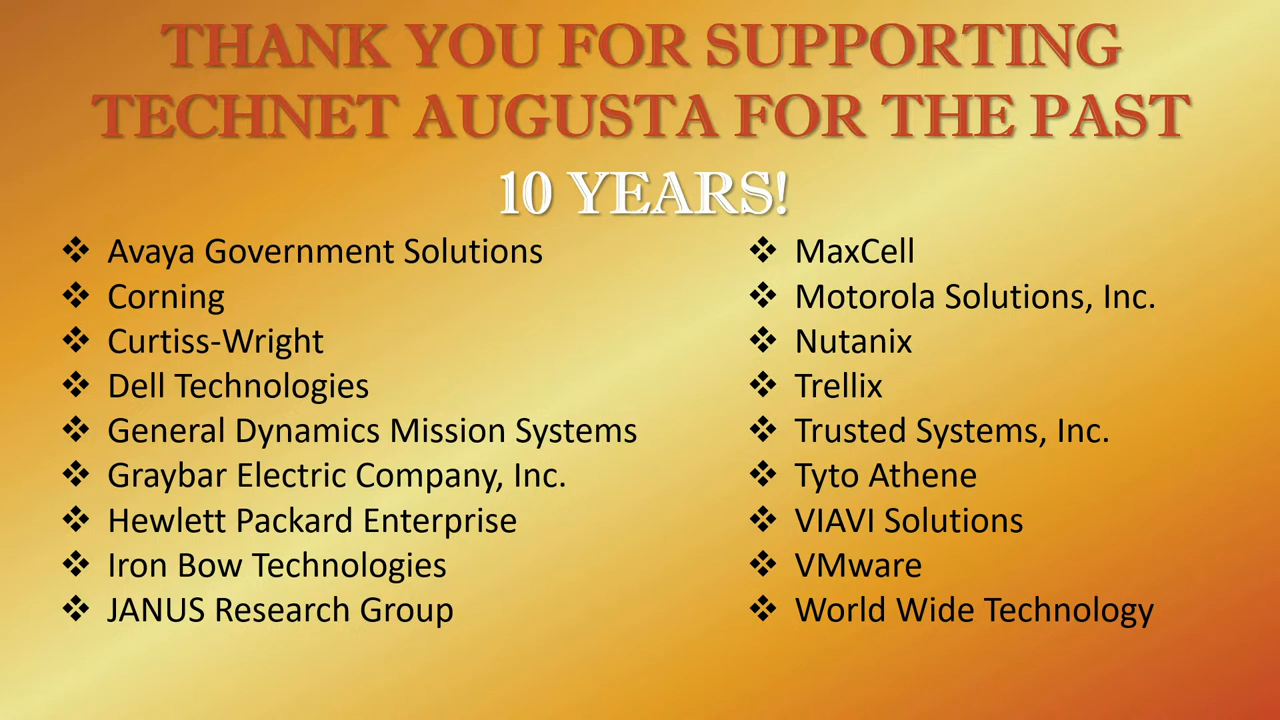 THANK YOU FOR SUPPORTING
TECHNET AUGUSTA FOR THE PAST
10 YEARS!
❖ Avaya Government Solutions
❖ Corning
❖ Curtiss-Wright
❖ Dell Technologies
❖ General Dynamics Mission Systems
❖ Graybar Electric Company, Inc.
❖ Hewlett Packard Enterprise
❖ Iron Bow Technologies
❖ JANUS Research Group
❖ MaxCell
❖ Motorola Solutions, Inc.
❖ Nutanix
❖ Trellix
❖ Trusted Systems, Inc.
❖ Tyto Athene
❖ VIAVI Solutions
❖ VMware
❖ World Wide Technology